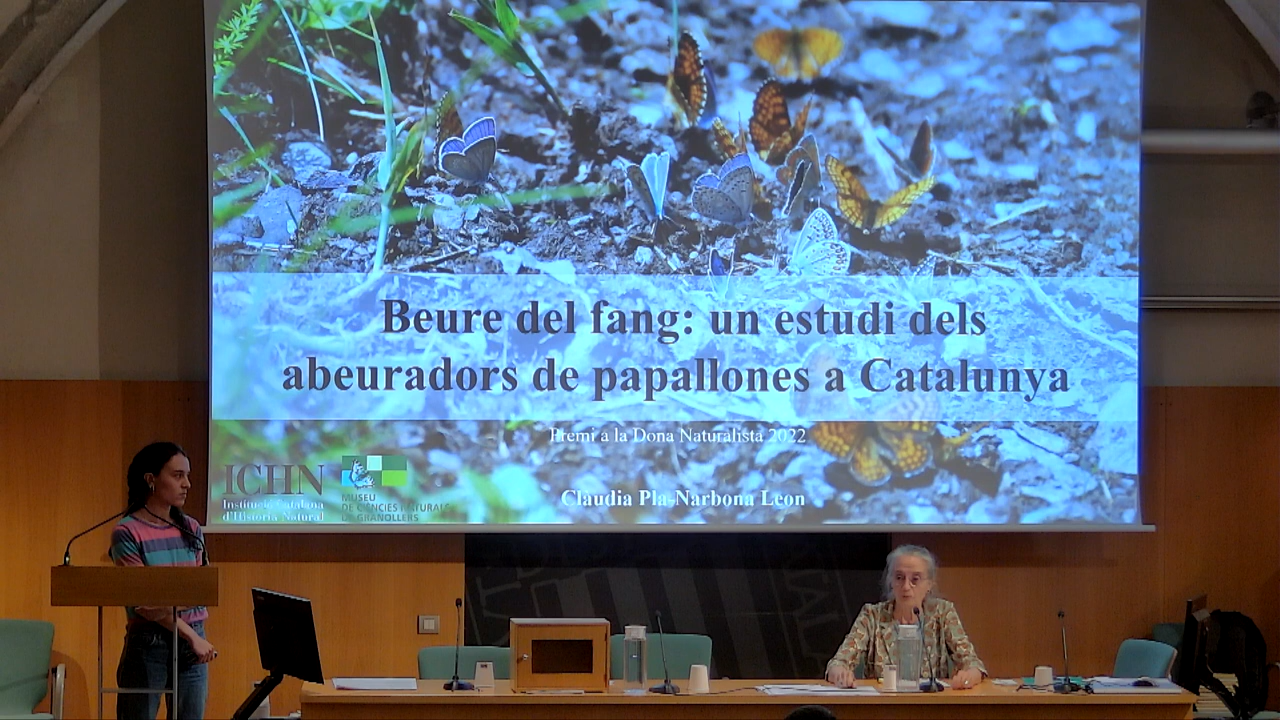 Beure del fang: un estudi dels
abeuradors de papallones a Catalunya
Premi a la Dona Naturalista 2022
Clàudia Pla-Narbona Leon
ICHN
Institució Catalana
d'Història Natural
MUSEU
DE CIÈNCIES NATURALS
DE GRANOLLERS